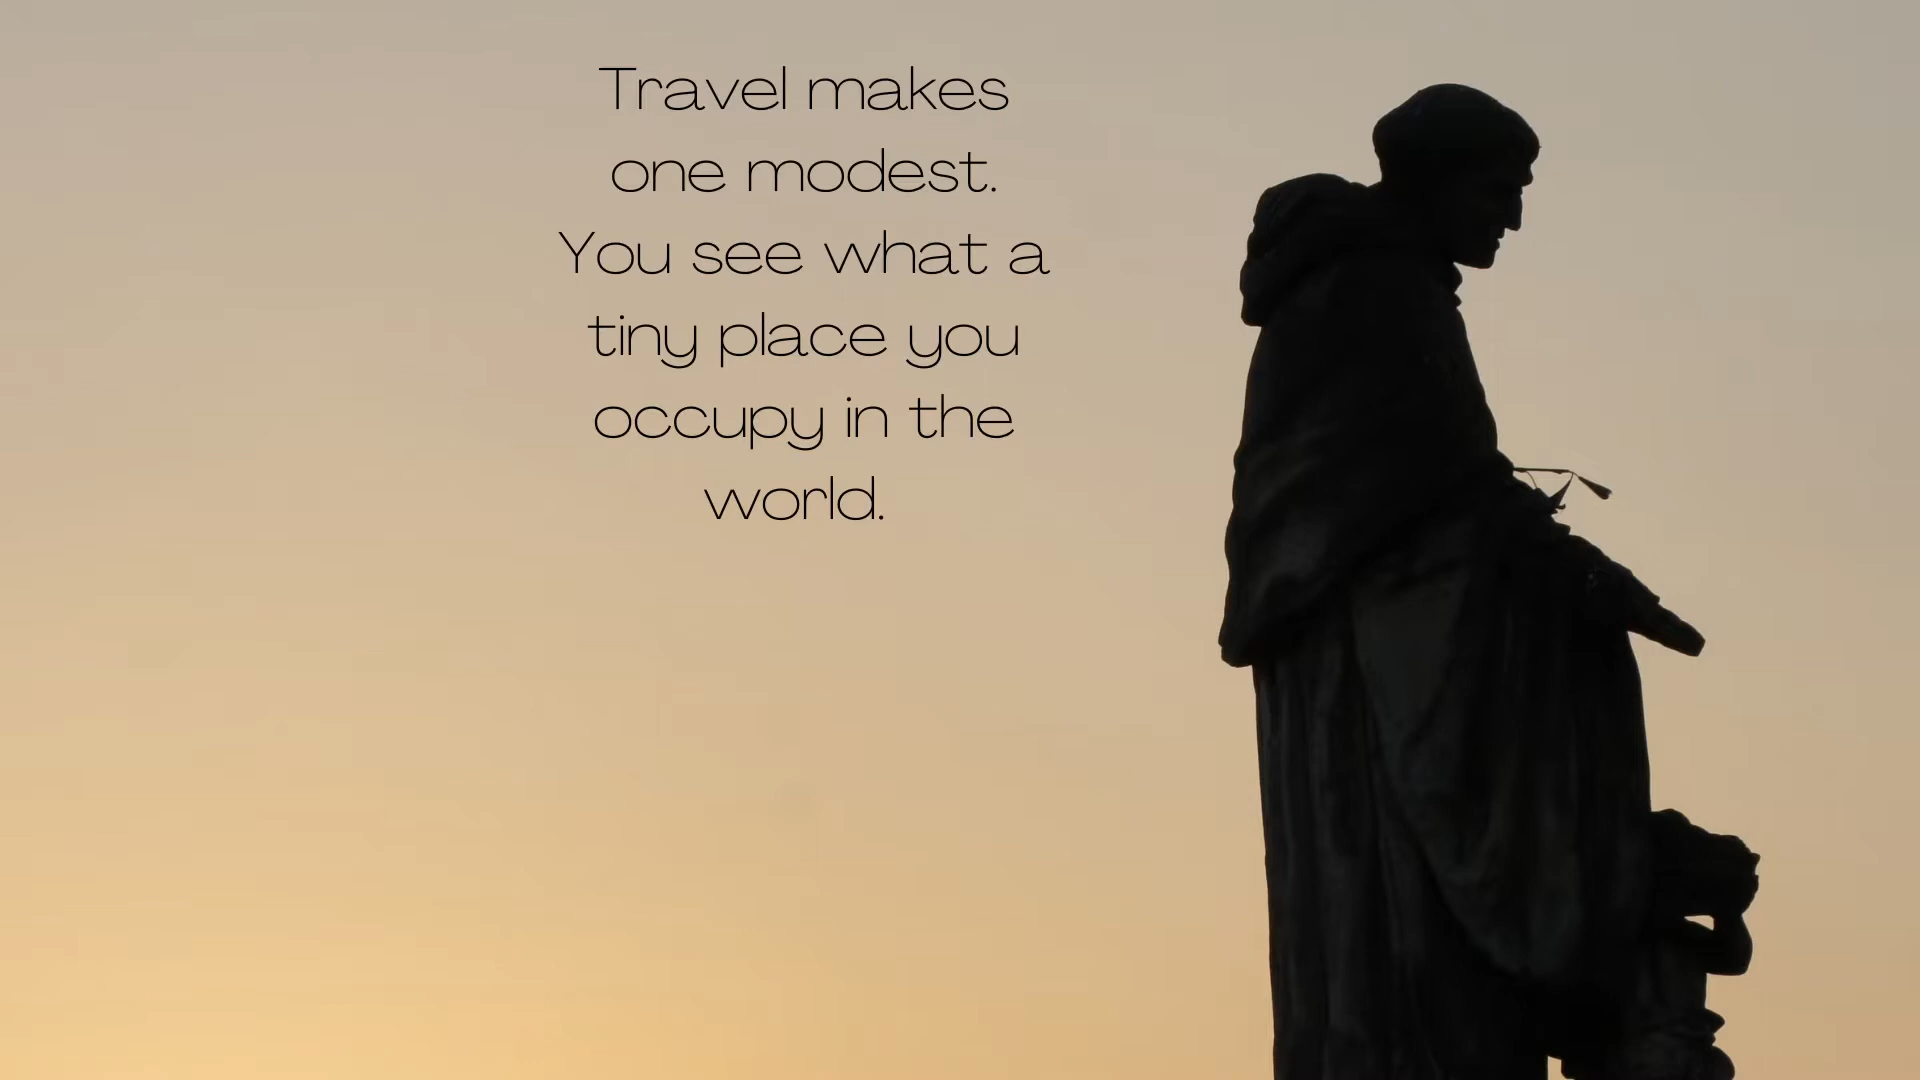 Travel makes
one modest.
You see what a
tiny place you
occupy in the
world.